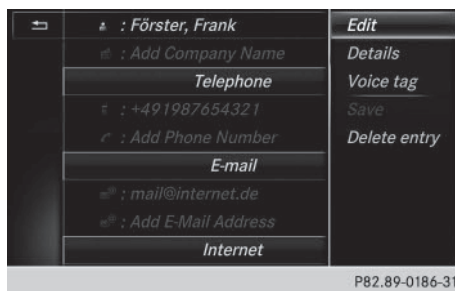 : Förster, Frank
: Add Company Name
Telephone
: +491987654321
: Add Phone Number
E-mail
: mail@internet.de
: Add E-Mail Address
Internet
Edit
Details
Voice tag
Save
Delete entry
P82.89-0186-31